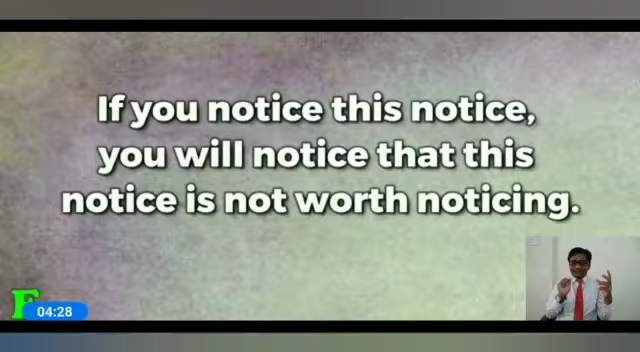 If you notice this notice,
you will notice that this
notice is not worth noticing.
F
04:28